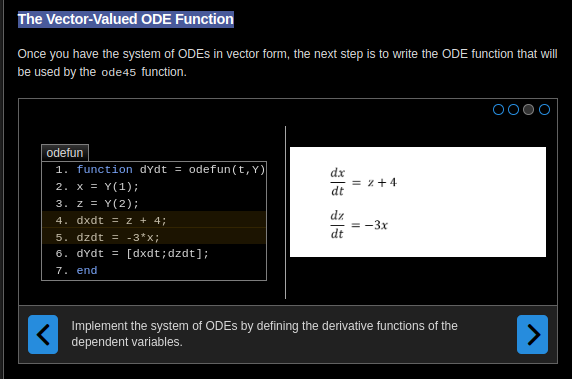 The Vector-Valued ODE Function
Once you have the system of ODEs in vector form, the next step is to write the ODE function that will
be used by the ode45 function.
odefun
1. function dYdt = odefun(t,Y)
2. x = Y(1);
3. z = Y(2);
4. dxdt = z + 4;
5. dzdt = -3*x;
6. dYdt = [dxdt;dzdt];
7. end
dx/dt = z + 4
dz/dt = −3x
Implement the system of ODEs by defining the derivative functions of the
dependent variables.